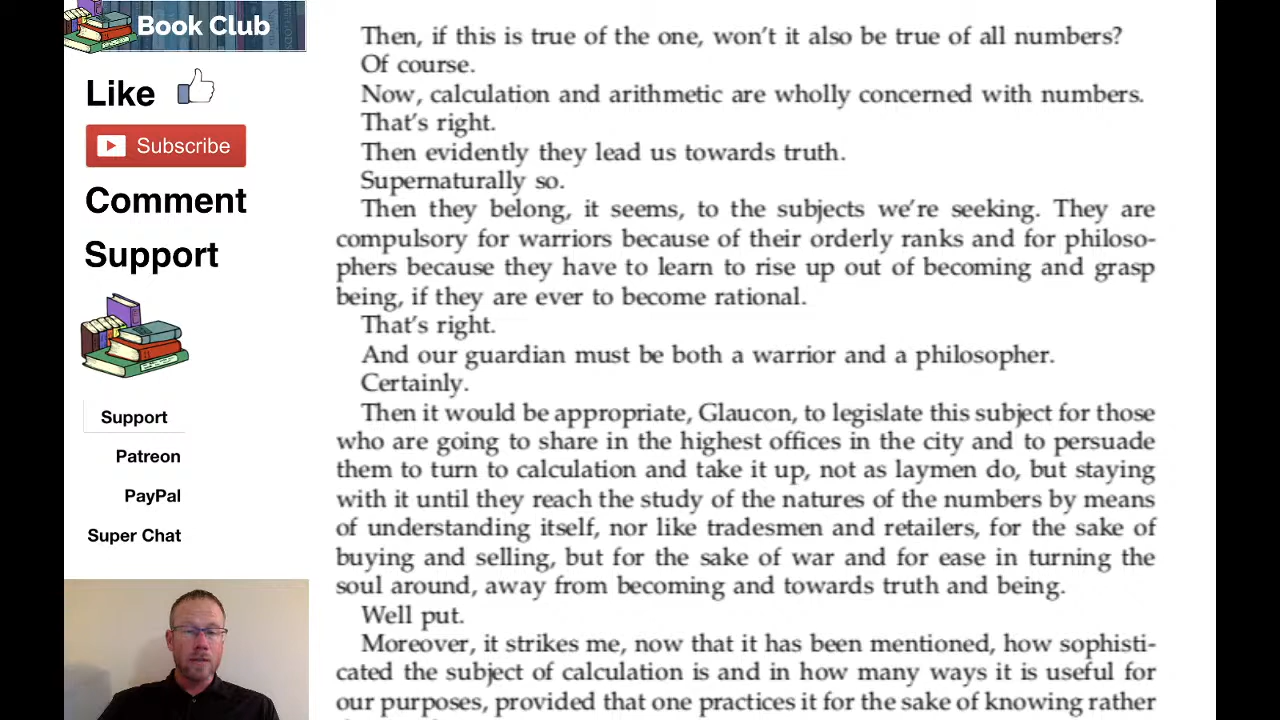 Book Club
Like
Subscribe
Comment
Support
Support
Patreon
PayPal
Super Chat
Then, if this is true of the one, won't it also be true of all numbers?
Of course.
Now, calculation and arithmetic are wholly concerned with numbers.
That's right.
Then evidently they lead us towards truth.
Supernaturally so.
Then they belong, it seems, to the subjects we're seeking. They are
compulsory for warriors because of their orderly ranks and for philoso-
phers because they have to learn to rise up out of becoming and grasp
being, if they are ever to become rational.
That's right.
And our guardian must be both a warrior and a philosopher.
Certainly.
Then it would be appropriate, Glaucon, to legislate this subject for those
who are going to share in the highest offices in the city and to persuade
them to turn to calculation and take it up, not as laymen do, but staying
with it until they reach the study of the natures of the numbers by means
of understanding itself, nor like tradesmen and retailers, for the sake of
buying and selling, but for the sake of war and for ease in turning the
soul around, away from becoming and towards truth and being.
Well put.
Moreover, it strikes me, now that it has been mentioned, how sophisti-
cated the subject of calculation is and in how many ways it is useful for
our purposes, provided that one practices it for the sake of knowing rather